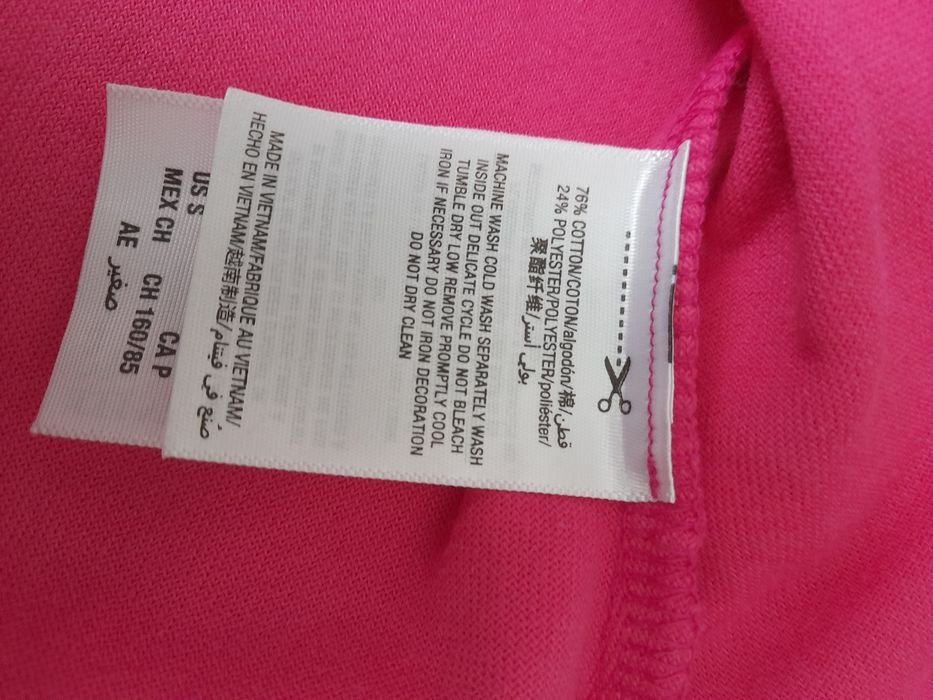 76% COTTON/COTON/algodón/棉/قطن/
24% POLYESTER/POLYESTER/poliéster/
聚酯纤维/بولي أستر
MACHINE WASH COLD WASH SEPARATELY WASH
INSIDE OUT DELICATE CYCLE DO NOT BLEACH
TUMBLE DRY LOW REMOVE PROMPTLY COOL
IRON IF NECESSARY DO NOT IRON DECORATION
DO NOT DRY CLEAN
MADE IN VIETNAM/FABRIQUE AU VIETNAM/
HECHO EN VIETNAM/越南制造/صُنع في فيتنام
US S CA P
MEX CH CH 160/85
AE صغير